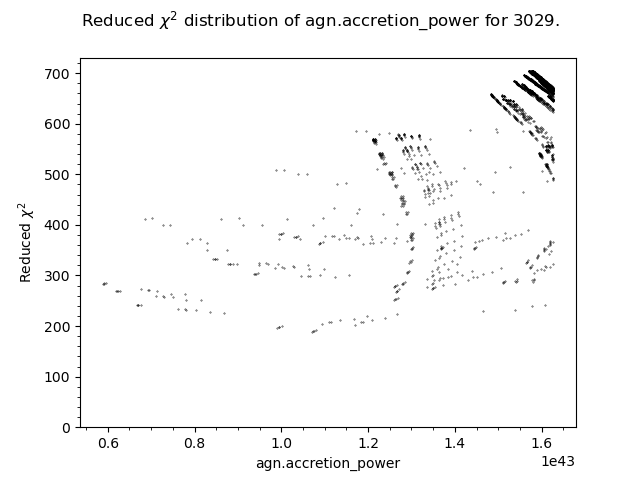 Reduced χ² distribution of agn.accretion_power for 3029.
700
600
500
400
300
200
100
0
Reduced χ²
0.6 0.8 1.0 1.2 1.4 1.6
1e43
agn.accretion_power